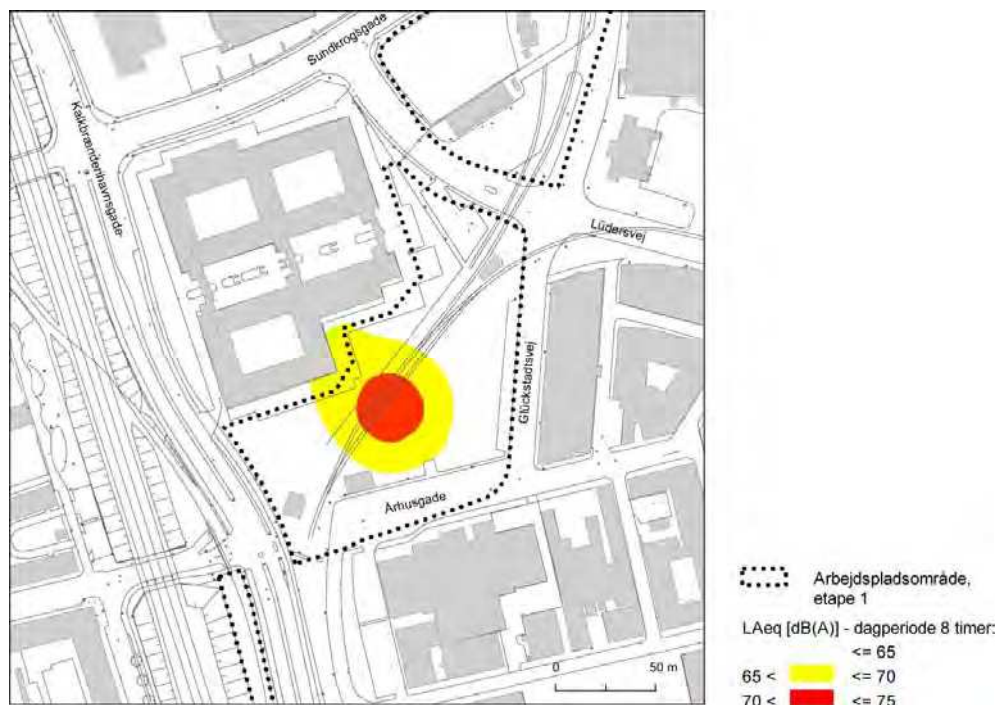 Sundkrogsgade
Kalkbrænderihavnsgade
Lüdersvej
Glückstadtsvej
Århusgade
0 50 m
Arbejdspladsområde,
etape 1
LAeq [dB(A)] - dagperiode 8 timer:
<= 65
65 < <= 70
70 < <= 75